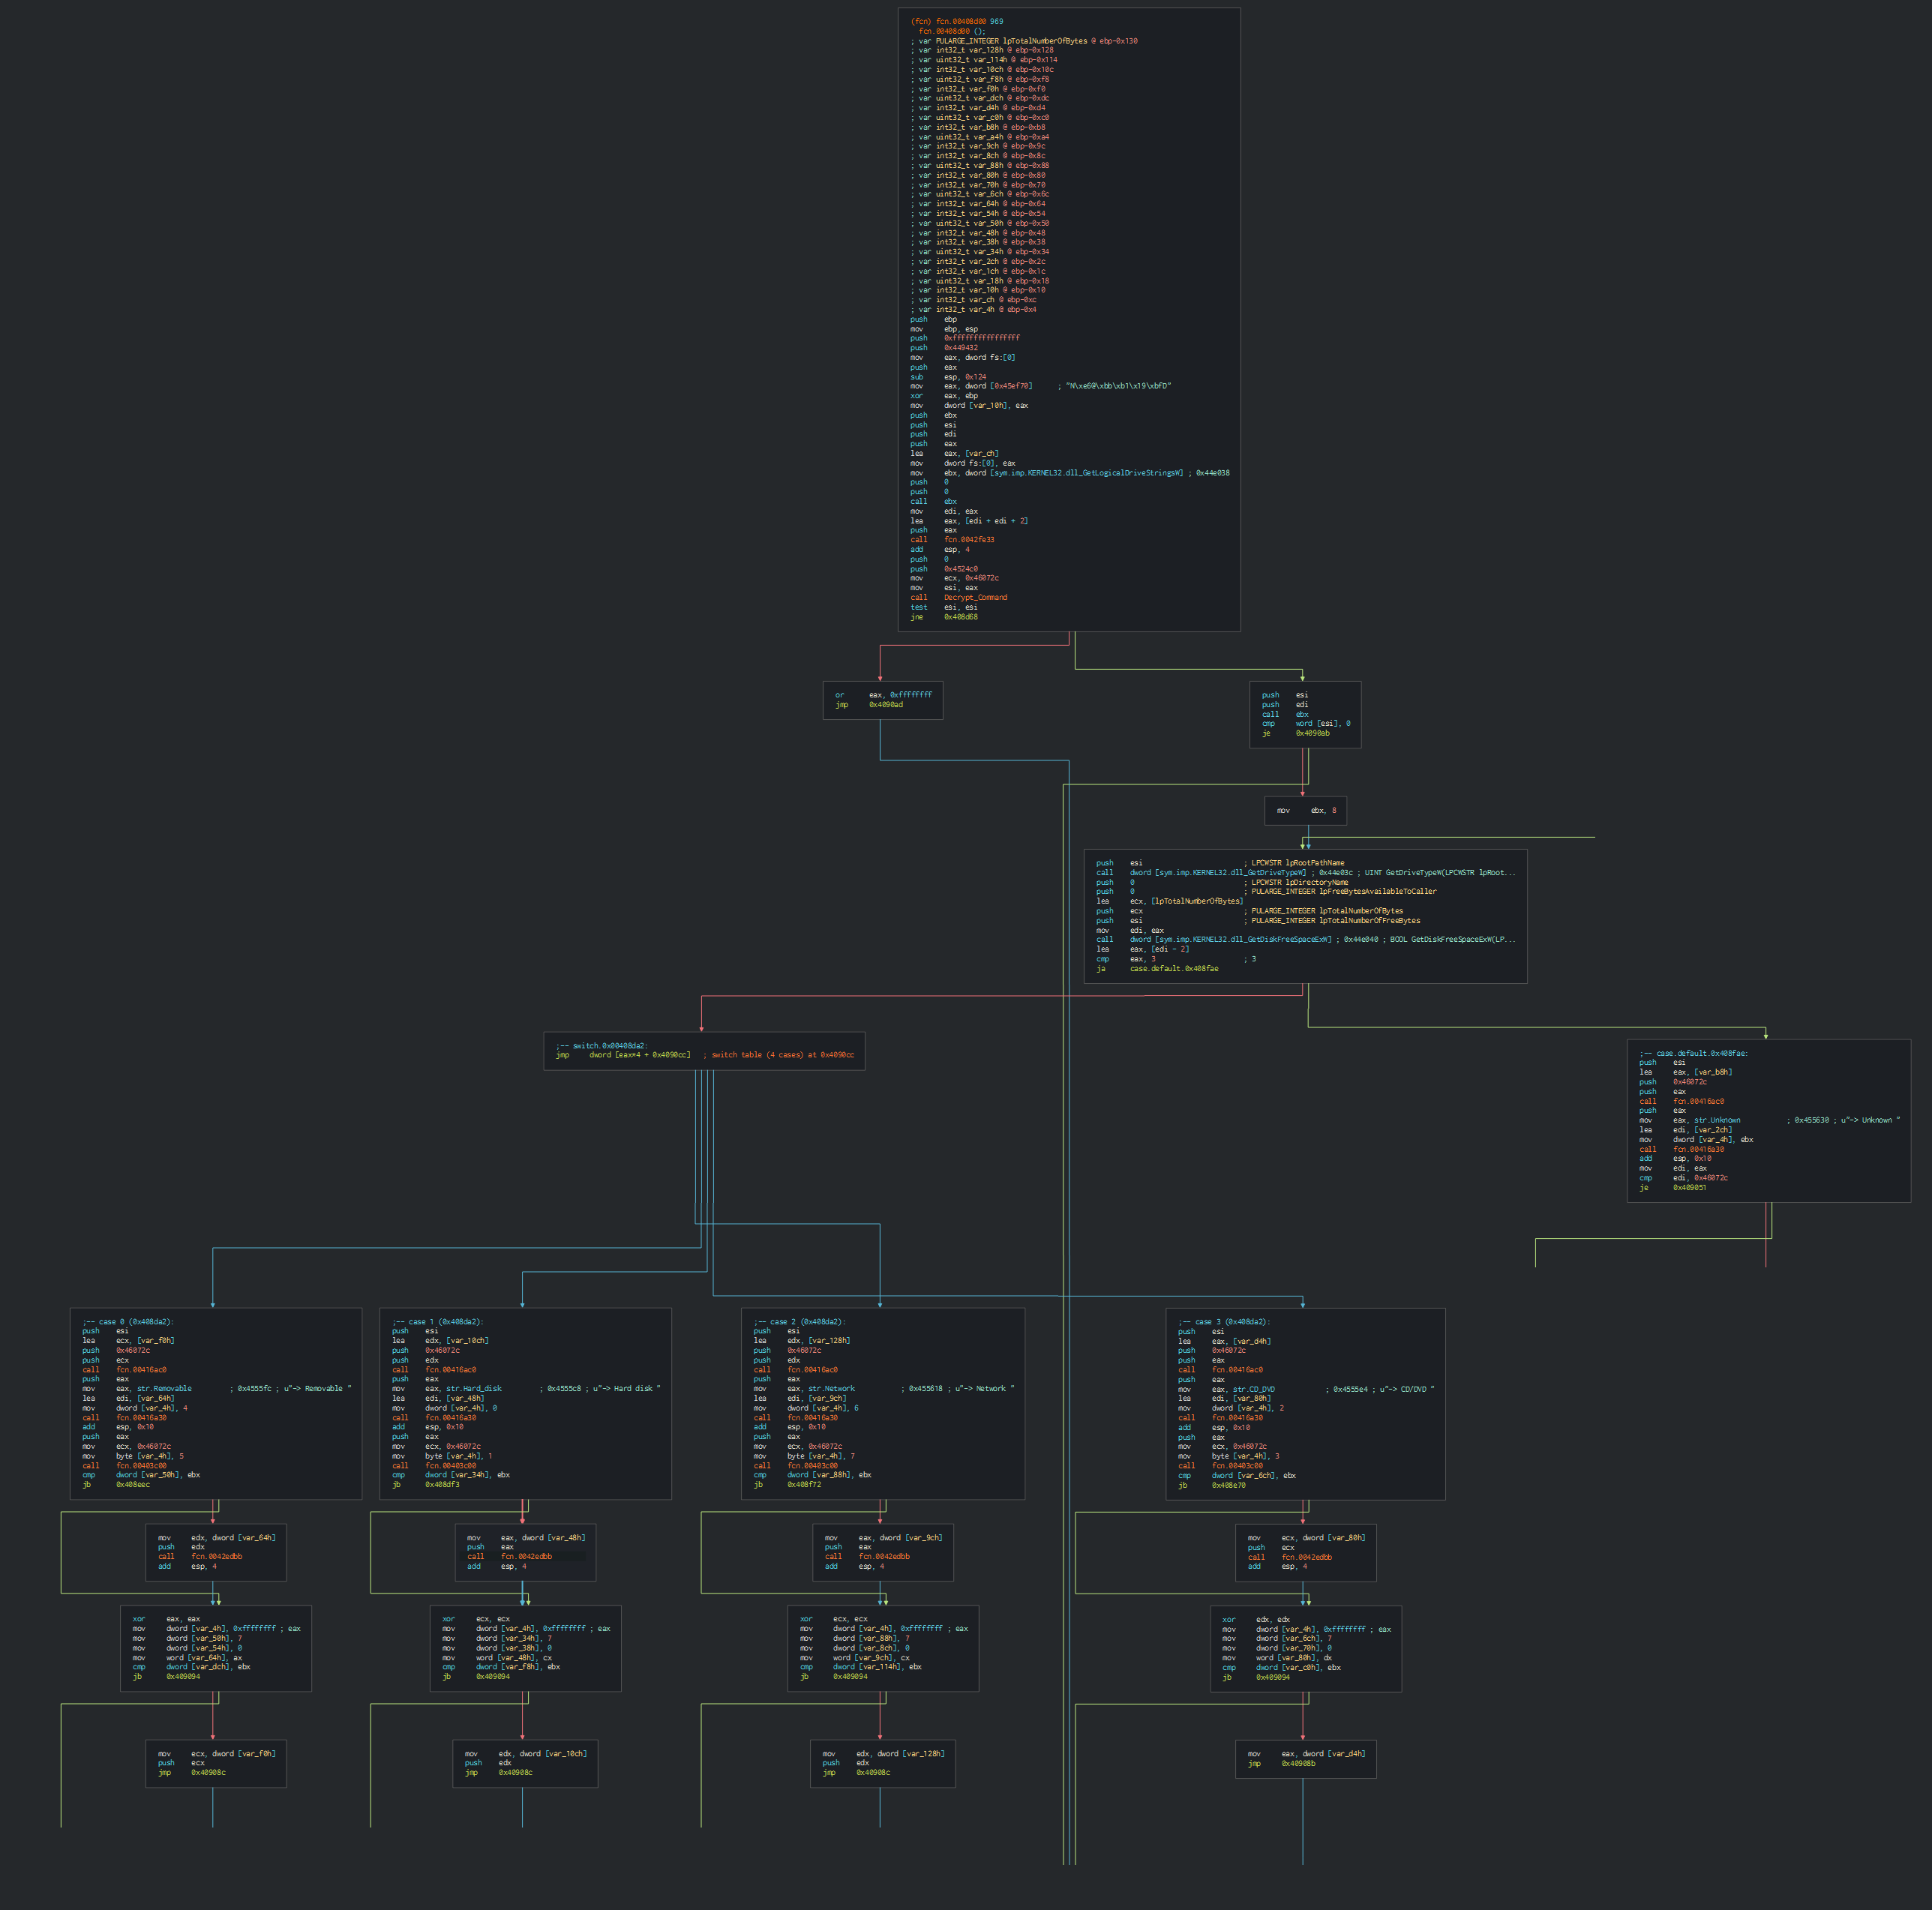 (fcn) fcn.00408d00 969
fcn.00408d00 ();
; var PULARGE_INTEGER lpTotalNumberOfBytes @ ebp-0x130
; var int32_t var_128h @ ebp-0x128
; var uint32_t var_114h @ ebp-0x114
; var int32_t var_10ch @ ebp-0x10c
; var uint32_t var_f8h @ ebp-0xf8
; var int32_t var_f0h @ ebp-0xf0
; var uint32_t var_dch @ ebp-0xdc
; var int32_t var_d4h @ ebp-0xd4
; var uint32_t var_c0h @ ebp-0xc0
; var int32_t var_b8h @ ebp-0xb8
; var uint32_t var_a4h @ ebp-0xa4
; var int32_t var_9ch @ ebp-0x9c
; var int32_t var_8ch @ ebp-0x8c
; var uint32_t var_88h @ ebp-0x88
; var int32_t var_80h @ ebp-0x80
; var int32_t var_70h @ ebp-0x70
; var uint32_t var_6ch @ ebp-0x6c
; var int32_t var_64h @ ebp-0x64
; var int32_t var_54h @ ebp-0x54
; var uint32_t var_50h @ ebp-0x50
; var int32_t var_48h @ ebp-0x48
; var int32_t var_38h @ ebp-0x38
; var uint32_t var_34h @ ebp-0x34
; var int32_t var_2ch @ ebp-0x2c
; var int32_t var_1ch @ ebp-0x1c
; var uint32_t var_18h @ ebp-0x18
; var int32_t var_10h @ ebp-0x10
; var int32_t var_ch @ ebp-0xc
; var int32_t var_4h @ ebp-0x4
push ebp
mov ebp, esp
push 0xffffffffffffffff
push 0x449432
mov eax, dword fs:[0]
push eax
sub esp, 0x124
mov eax, dword [0x45ef70] ; "N\xe6@\xbb\xb1\x19\xbfD"
xor eax, ebp
mov dword [var_10h], eax
push ebx
push esi
push edi
push eax
lea eax, [var_ch]
mov dword fs:[0], eax
mov ebx, dword [sym.imp.KERNEL32.dll_GetLogicalDriveStringsW] ; 0x44e038
push 0
push 0
call ebx
mov edi, eax
lea eax, [edi + edi + 2]
push eax
call fcn.0042fe33
add esp, 4
push 0
push 0x4524c0
mov ecx, 0x46072c
mov esi, eax
call Decrypt_Command
test esi, esi
jne 0x408d68
or eax, 0xffffffff
jmp 0x4090ad
push esi
push edi
call ebx
cmp word [esi], 0
je 0x4090ab
mov ebx, 8
push esi ; LPCWSTR lpRootPathName
call dword [sym.imp.KERNEL32.dll_GetDriveTypeW] ; 0x44e03c ; UINT GetDriveTypeW(LPCWSTR lpRoot...
push 0 ; LPCWSTR lpDirectoryName
push 0 ; PULARGE_INTEGER lpFreeBytesAvailableToCaller
lea ecx, [lpTotalNumberOfBytes]
push ecx ; PULARGE_INTEGER lpTotalNumberOfBytes
push esi ; PULARGE_INTEGER lpTotalNumberOfFreeBytes
mov edi, eax
call dword [sym.imp.KERNEL32.dll_GetDiskFreeSpaceExW] ; 0x44e040 ; BOOL GetDiskFreeSpaceExW(LP...
lea eax, [edi - 2]
cmp eax, 3 ; 3
ja case.default.0x408fae
;-- switch.0x00408da2:
jmp dword [eax*4 + 0x4090cc] ; switch table (4 cases) at 0x4090cc
;-- case.default.0x408fae:
push esi
lea eax, [var_b8h]
push 0x46072c
push eax
call fcn.00416ac0
push eax
mov eax, str.Unknown ; 0x455630 ; u"-> Unknown "
lea edi, [var_2ch]
mov dword [var_4h], ebx
call fcn.00416a30
add esp, 0x10
mov edi, eax
cmp edi, 0x46072c
je 0x409051
;-- case 0 (0x408da2):
push esi
lea ecx, [var_f0h]
push 0x46072c
push ecx
call fcn.00416ac0
push eax
mov eax, str.Removable ; 0x4555fc ; u"-> Removable "
lea edi, [var_64h]
mov dword [var_4h], 4
call fcn.00416a30
add esp, 0x10
push eax
mov ecx, 0x46072c
mov byte [var_4h], 5
call fcn.00403c00
cmp dword [var_50h], ebx
jb 0x408eec
;-- case 1 (0x408da2):
push esi
lea edx, [var_10ch]
push 0x46072c
push edx
call fcn.00416ac0
push eax
mov eax, str.Hard_disk ; 0x4555c8 ; u"-> Hard disk "
lea edi, [var_48h]
mov dword [var_4h], 0
call fcn.00416a30
add esp, 0x10
push eax
mov ecx, 0x46072c
mov byte [var_4h], 1
call fcn.00403c00
cmp dword [var_34h], ebx
jb 0x408df3
;-- case 2 (0x408da2):
push esi
lea edx, [var_128h]
push 0x46072c
push edx
call fcn.00416ac0
push eax
mov eax, str.Network ; 0x455618 ; u"-> Network "
lea edi, [var_9ch]
mov dword [var_4h], 6
call fcn.00416a30
add esp, 0x10
push eax
mov ecx, 0x46072c
mov byte [var_4h], 7
call fcn.00403c00
cmp dword [var_88h], ebx
jb 0x408f72
;-- case 3 (0x408da2):
push esi
lea eax, [var_d4h]
push 0x46072c
push eax
call fcn.00416ac0
push eax
mov eax, str.CD_DVD ; 0x4555e4 ; u"-> CD/DVD "
lea edi, [var_80h]
mov dword [var_4h], 2
call fcn.00416a30
add esp, 0x10
push eax
mov ecx, 0x46072c
mov byte [var_4h], 3
call fcn.00403c00
cmp dword [var_6ch], ebx
jb 0x408e70
mov edx, dword [var_64h]
push edx
call fcn.0042edbb
add esp, 4
mov eax, dword [var_48h]
push eax
call fcn.0042edbb
add esp, 4
mov eax, dword [var_9ch]
push eax
call fcn.0042edbb
add esp, 4
mov ecx, dword [var_80h]
push ecx
call fcn.0042edbb
add esp, 4
xor eax, eax
mov dword [var_4h], 0xffffffff ; eax
mov dword [var_50h], 7
mov dword [var_54h], 0
mov word [var_64h], ax
cmp dword [var_dch], ebx
jb 0x409094
xor ecx, ecx
mov dword [var_4h], 0xffffffff ; eax
mov dword [var_34h], 7
mov dword [var_38h], 0
mov word [var_48h], cx
cmp dword [var_f8h], ebx
jb 0x409094
xor ecx, ecx
mov dword [var_4h], 0xffffffff ; eax
mov dword [var_88h], 7
mov dword [var_8ch], 0
mov word [var_9ch], cx
cmp dword [var_114h], ebx
jb 0x409094
xor edx, edx
mov dword [var_4h], 0xffffffff ; eax
mov dword [var_6ch], 7
mov dword [var_70h], 0
mov word [var_80h], dx
cmp dword [var_c0h], ebx
jb 0x409094
mov ecx, dword [var_f0h]
push ecx
jmp 0x40908c
mov edx, dword [var_10ch]
push edx
jmp 0x40908c
mov edx, dword [var_128h]
push edx
jmp 0x40908c
mov eax, dword [var_d4h]
jmp 0x40908b